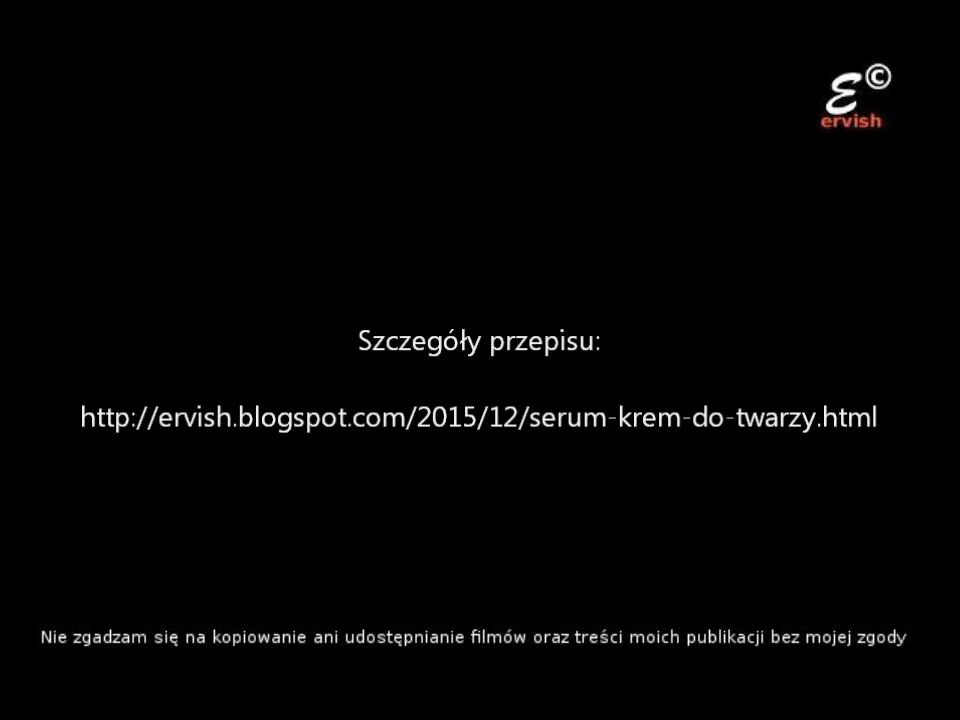 ℰ©
ervish
Szczegóły przepisu:
http://ervish.blogspot.com/2015/12/serum-krem-do-twarzy.html
Nie zgadzam się na kopiowanie ani udostępnianie filmów oraz treści moich publikacji bez mojej zgody